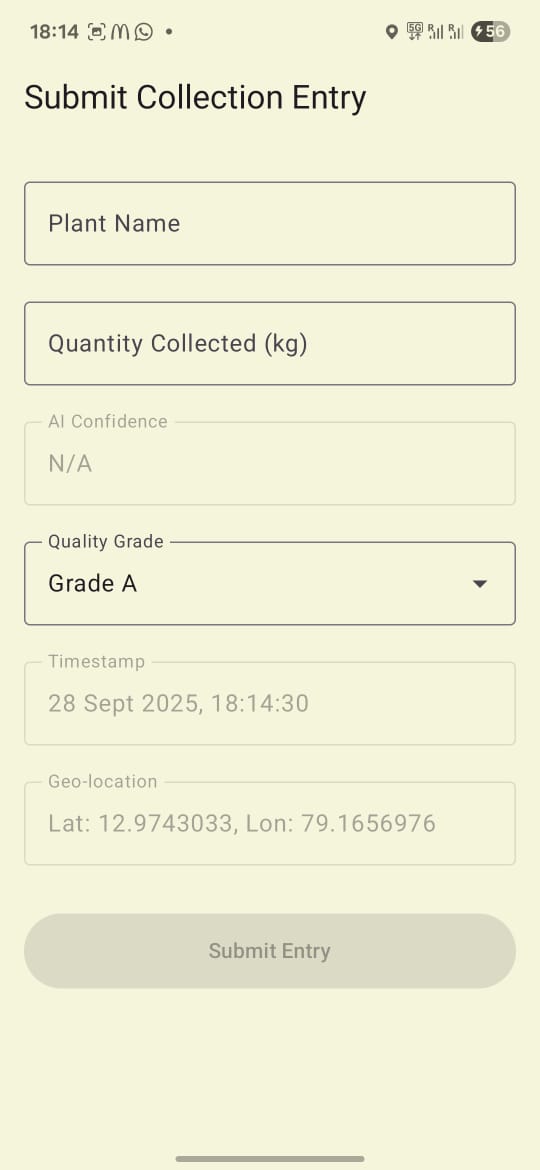 18:14
5G
R
R
56
Submit Collection Entry
Plant Name
Quantity Collected (kg)
AI Confidence
N/A
Quality Grade
Grade A
Timestamp
28 Sept 2025, 18:14:30
Geo-location
Lat: 12.9743033, Lon: 79.1656976
Submit Entry